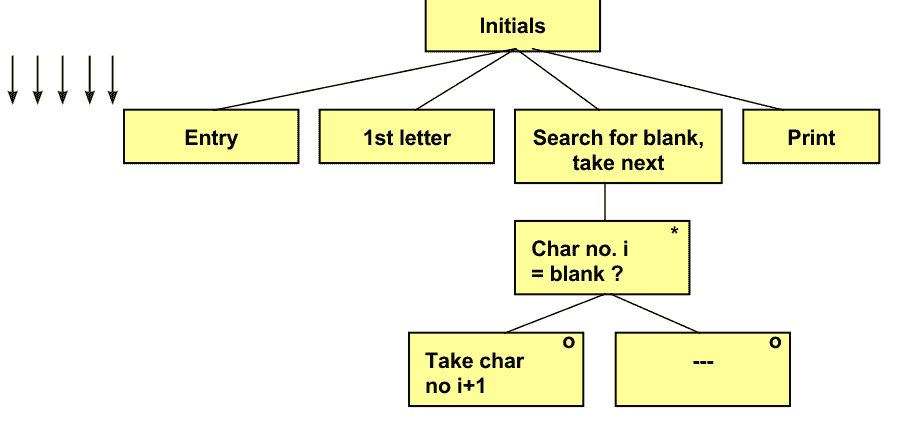 Initials
Entry
1st letter
Search for blank,
take next
Print
*
Char no. i
= blank ?
o
Take char
no i+1
o
---